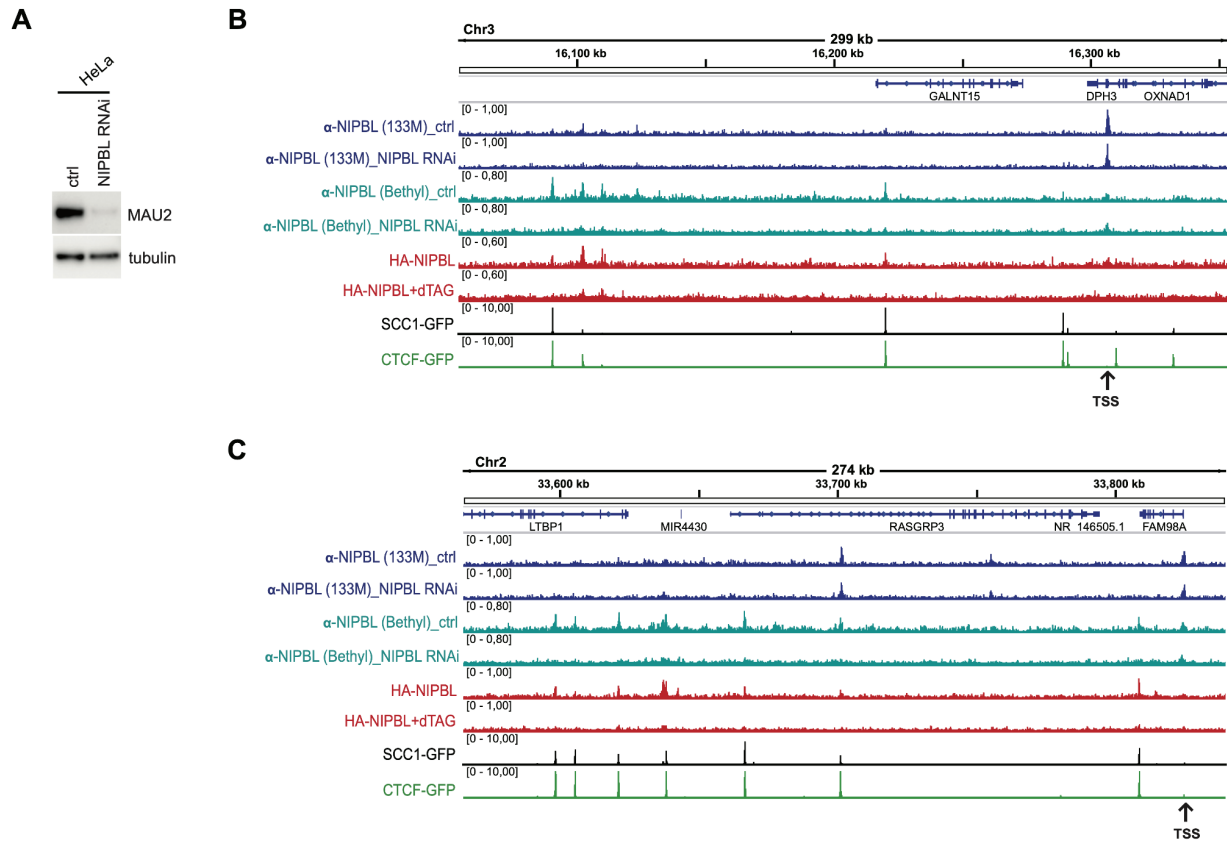 A
HeLa
ctrl
NIPBL RNAi
MAU2
tubulin
B
Chr3
299 kb
16,100 kb 16,200 kb 16,300 kb
GALNT15 DPH3 OXNAD1
[0 - 1,00]
α-NIPBL (133M)_ctrl
[0 - 1,00]
α-NIPBL (133M)_NIPBL RNAi
[0 - 0,80]
α-NIPBL (Bethyl)_ctrl
[0 - 0,80]
α-NIPBL (Bethyl)_NIPBL RNAi
[0 - 0,60]
HA-NIPBL
[0 - 0,60]
HA-NIPBL+dTAG
[0 - 10,00]
SCC1-GFP
[0 - 10,00]
CTCF-GFP
TSS
C
Chr2
274 kb
33,600 kb 33,700 kb 33,800 kb
LTBP1 MIR4430 RASGRP3 NR_146505.1 FAM98A
[0 - 1,00]
α-NIPBL (133M)_ctrl
[0 - 1,00]
α-NIPBL (133M)_NIPBL RNAi
[0 - 0,80]
α-NIPBL (Bethyl)_ctrl
[0 - 0,80]
α-NIPBL (Bethyl)_NIPBL RNAi
[0 - 1,00]
HA-NIPBL
[0 - 1,00]
HA-NIPBL+dTAG
[0 - 10,00]
SCC1-GFP
[0 - 10,00]
CTCF-GFP
TSS